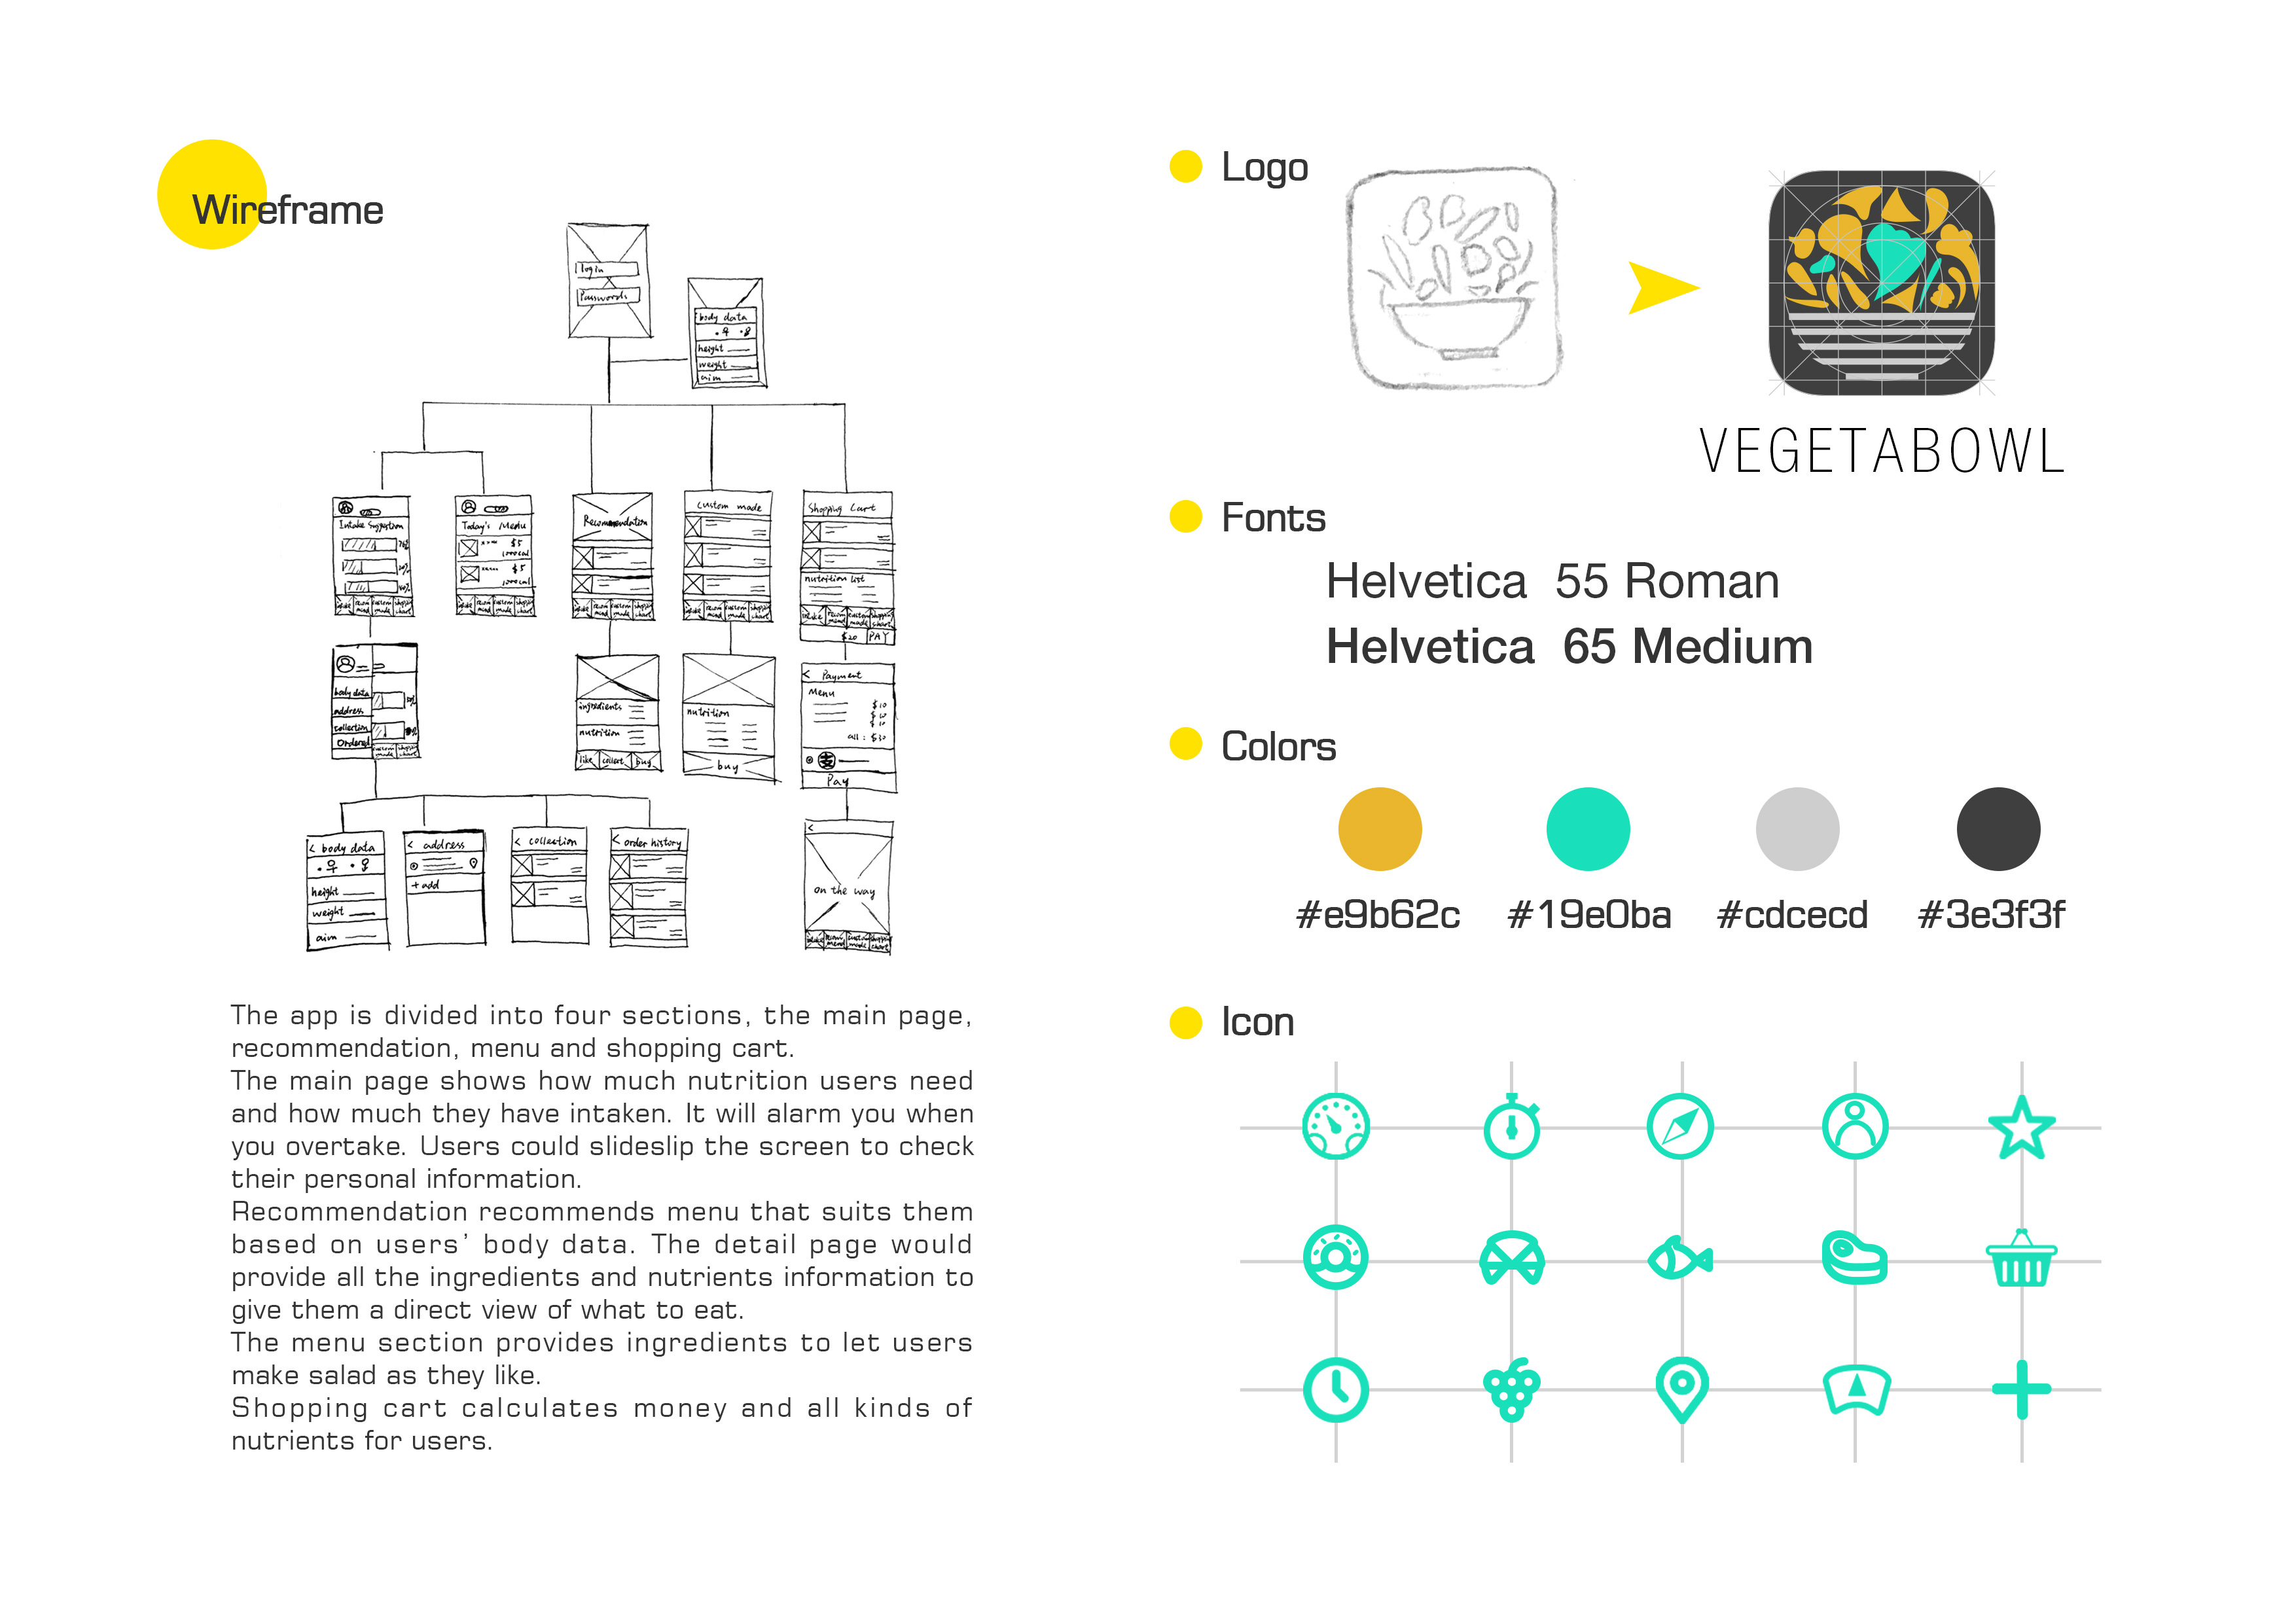 Wireframe
login
Passwords
body data
height
weight
aim
Intake Suggestion
Today's Menu
$5
1000cal
$5
1000cal
Recommendation
custom made
Shopping Cart
nutrition list
$20 PAY
body data
address
collection
Ordered
ingredients
nutrition
like collect buy
nutrition
buy
< Payment
Menu
$10
$10
$10
all : $30
Pay
< body data
height
weight
aim
< address
+ add
< collection
< order history
<
on the way
The app is divided into four sections, the main page,
recommendation, menu and shopping cart.
The main page shows how much nutrition users need
and how much they have intaken. It will alarm you when
you overtake. Users could slideslip the screen to check
their personal information.
Recommendation recommends menu that suits them
based on users’ body data. The detail page would
provide all the ingredients and nutrients information to
give them a direct view of what to eat.
The menu section provides ingredients to let users
make salad as they like.
Shopping cart calculates money and all kinds of
nutrients for users.
Logo
VEGETABOWL
Fonts
Helvetica 55 Roman
Helvetica 65 Medium
Colors
#e9b62c #19e0ba #cdcecd #3e3f3f
Icon